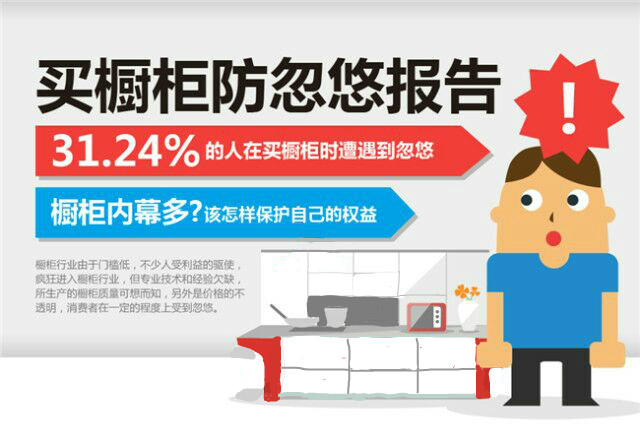 买橱柜防忽悠报告
!
31.24%的人在买橱柜时遭遇到忽悠
橱柜内幕多?该怎样保护自己的权益
橱柜行业由于门槛低，不少人受利益的驱使，
疯狂进入橱柜行业，但专业技术和经验欠缺，
所生产的橱柜质量可想而知，另外是价格的不
透明，消费者在一定的程度上受到忽悠。